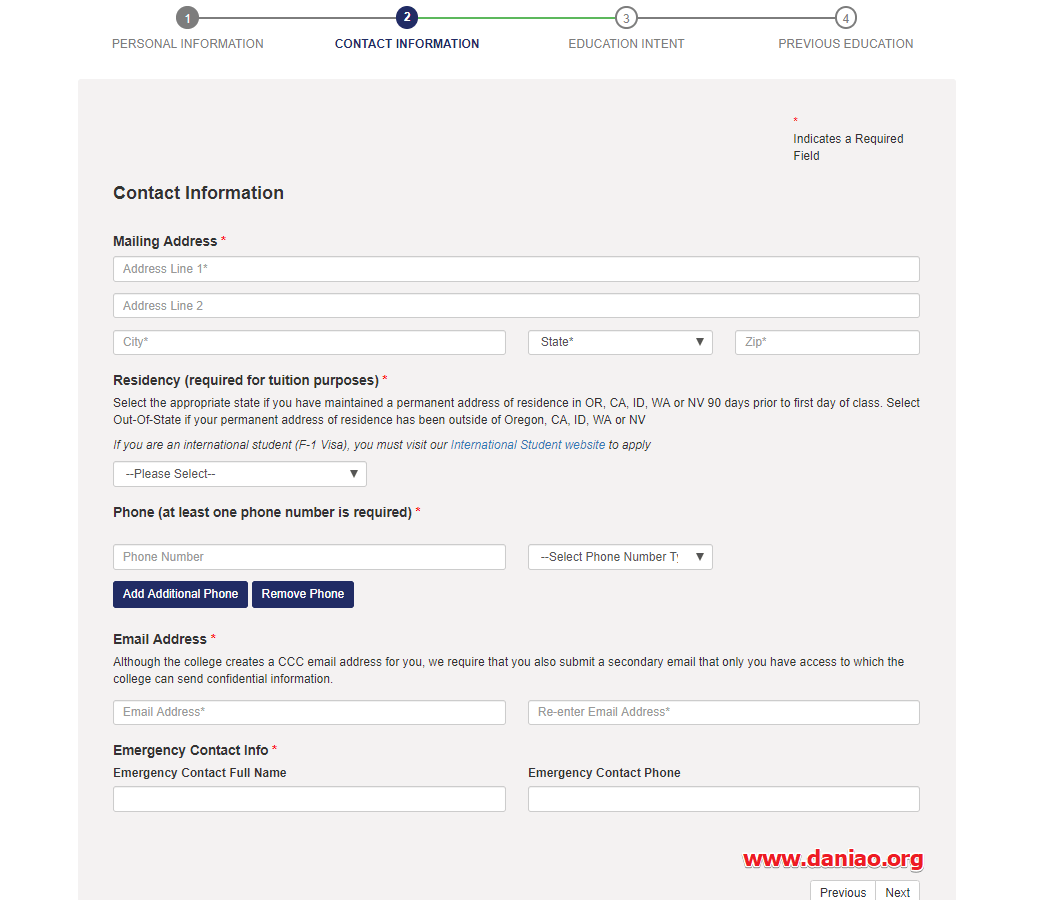 1 2 3 4
PERSONAL INFORMATION CONTACT INFORMATION EDUCATION INTENT PREVIOUS EDUCATION
*
Indicates a Required
Field
Contact Information
Mailing Address *
Address Line 1*
Address Line 2
City* State* Zip*
Residency (required for tuition purposes) *
Select the appropriate state if you have maintained a permanent address of residence in OR, CA, ID, WA or NV 90 days prior to first day of class. Select
Out-Of-State if your permanent address of residence has been outside of Oregon, CA, ID, WA or NV
If you are an international student (F-1 Visa), you must visit our International Student website to apply
--Please Select--
Phone (at least one phone number is required) *
Phone Number --Select Phone Number Ty
Add Additional Phone Remove Phone
Email Address *
Although the college creates a CCC email address for you, we require that you also submit a secondary email that only you have access to which the
college can send confidential information.
Email Address* Re-enter Email Address*
Emergency Contact Info *
Emergency Contact Full Name Emergency Contact Phone
www.daniao.org
Previous Next